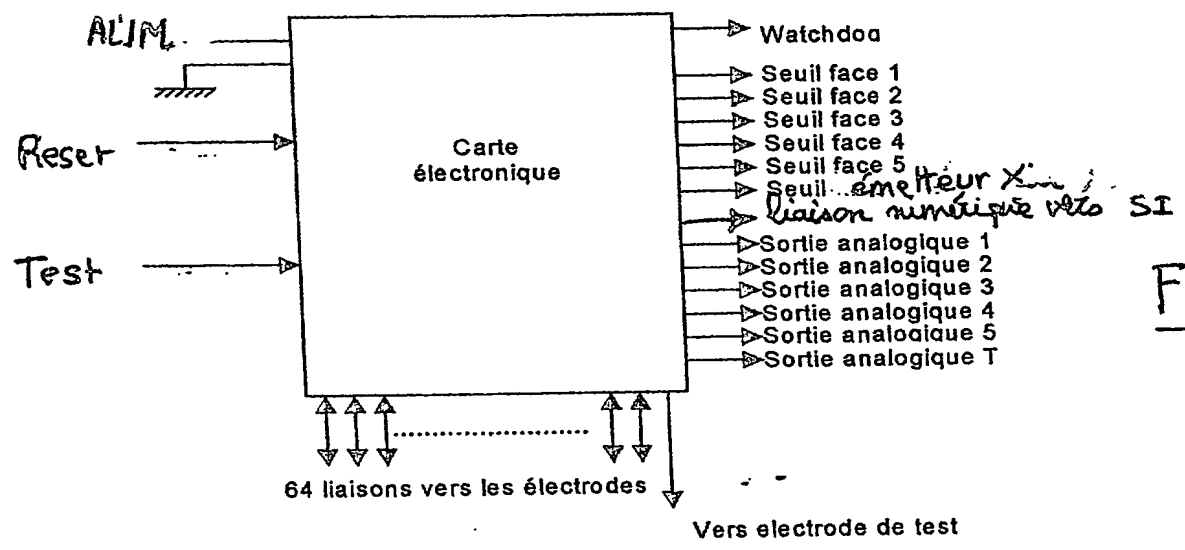 ALIM.
Reset
Test
Carte
électronique
Watchdog
Seuil face 1
Seuil face 2
Seuil face 3
Seuil face 4
Seuil face 5
Seuil émetteur
liaison numérique vers SI
Sortie analogique 1
Sortie analogique 2
Sortie analogique 3
Sortie analogique 4
Sortie analogique 5
Sortie analogique T
F
64 liaisons vers les électrodes
Vers electrode de test